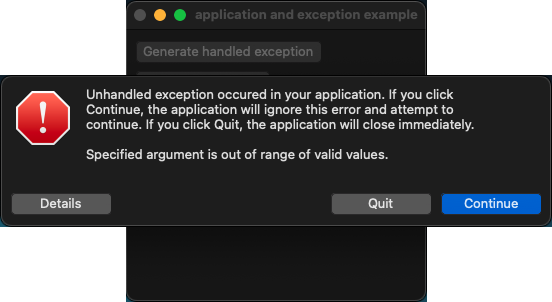 application and exception example
Generate handled exception
Unhandled exception occured in your application. If you click
Continue, the application will ignore this error and attempt to
continue. If you click Quit, the application will close immediately.
Specified argument is out of range of valid values.
Details
Quit
Continue